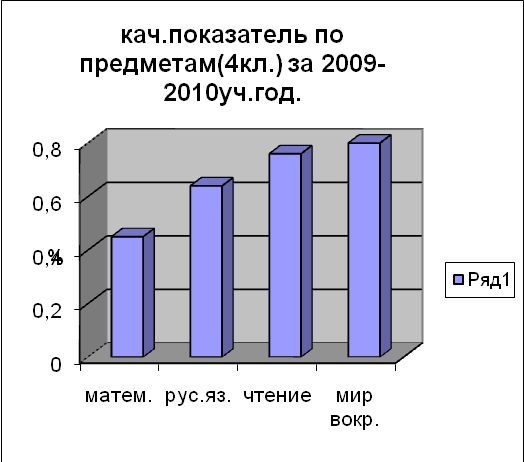 кач.показатель по
предметам(4кл.) за 2009-
2010уч.год.
0,8
0,6
0,4
%
0,2
0
матем.
рус.яз.
чтение
мир
вокр.
Ряд1